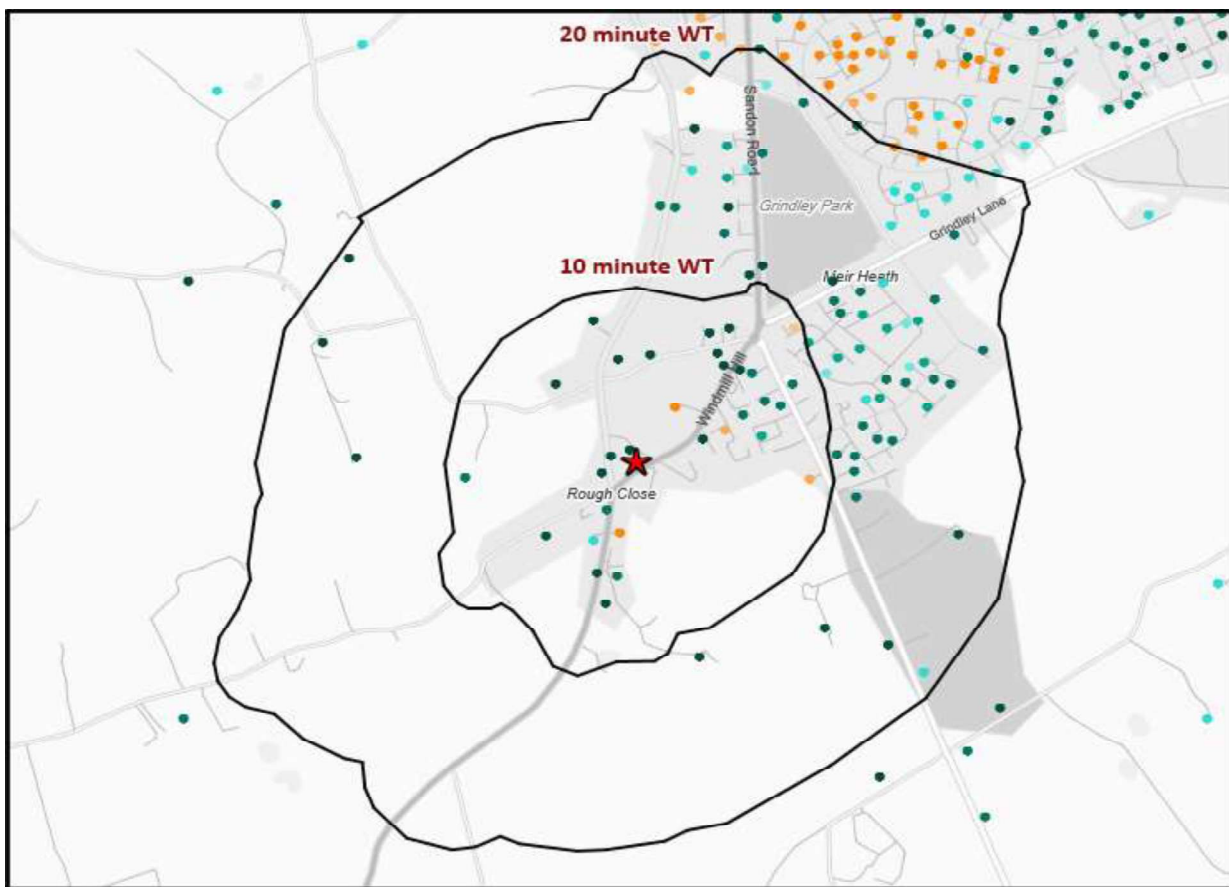 20 minute WT
Sandon Road
Grindley Park
Grindley Lane
10 minute WT
Meir Heath
Windmill Hill
Rough Close